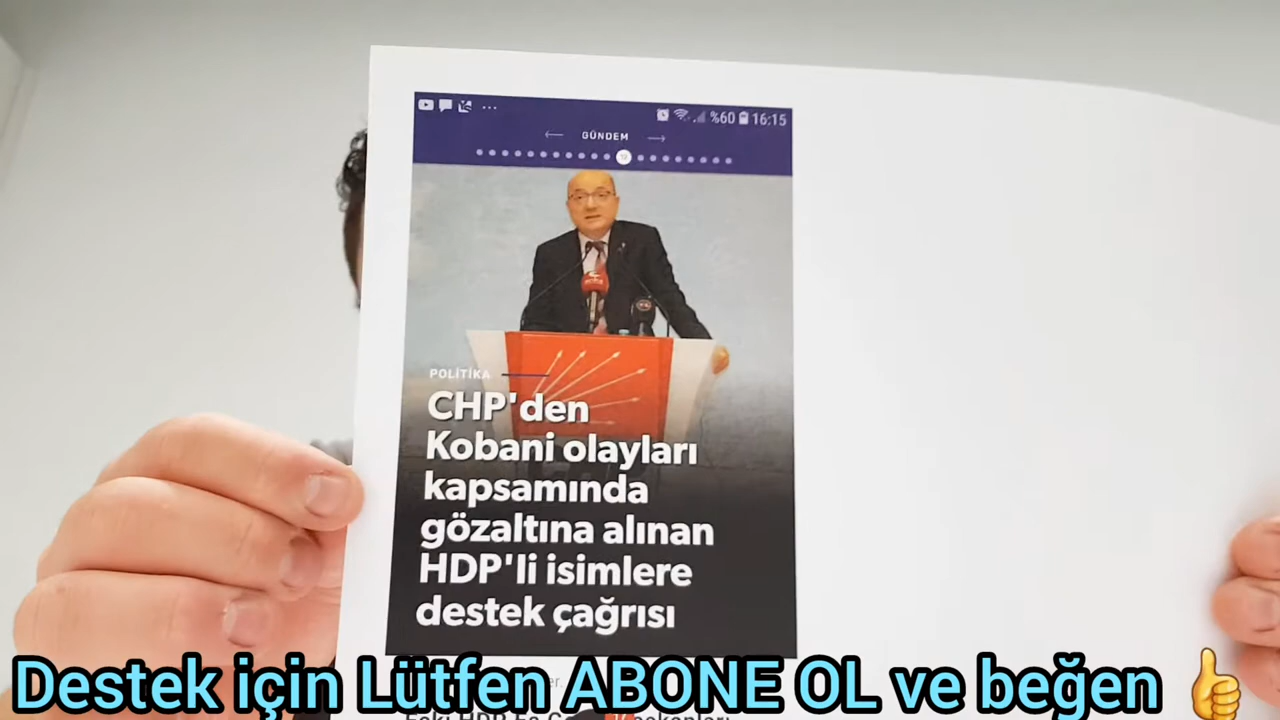 %60 16:15
GÜNDEM
POLİTİKA
CHP'den
Kobani olayları
kapsamında
gözaltına alınan
HDP'li isimlere
destek çağrısı
Destek için Lütfen ABONE OL ve beğen 👍